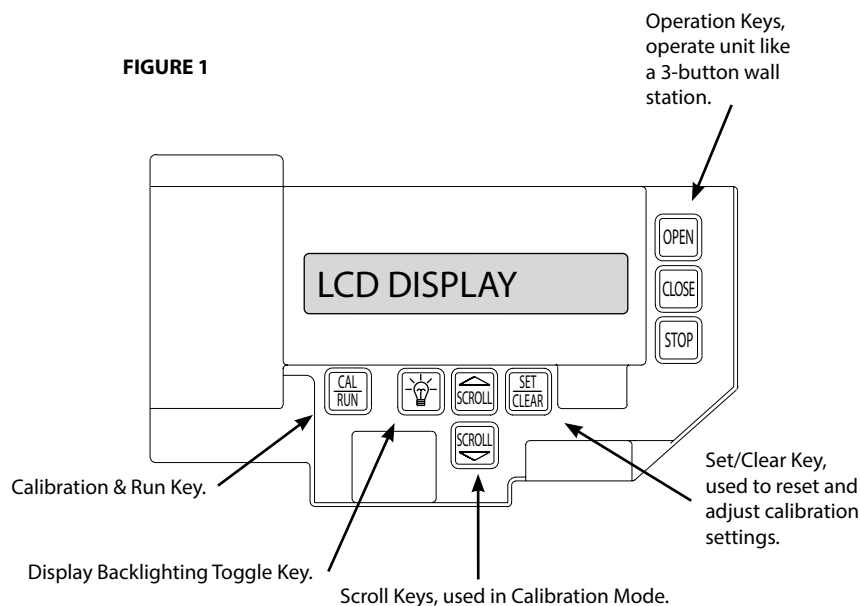 FIGURE 1
Operation Keys,
operate unit like
a 3-button wall
station.
LCD DISPLAY
OPEN
CLOSE
STOP
CAL
RUN
SCROLL
SET
CLEAR
SCROLL
Calibration & Run Key.
Set/Clear Key,
used to reset and
adjust calibration
settings.
Display Backlighting Toggle Key.
Scroll Keys, used in Calibration Mode.